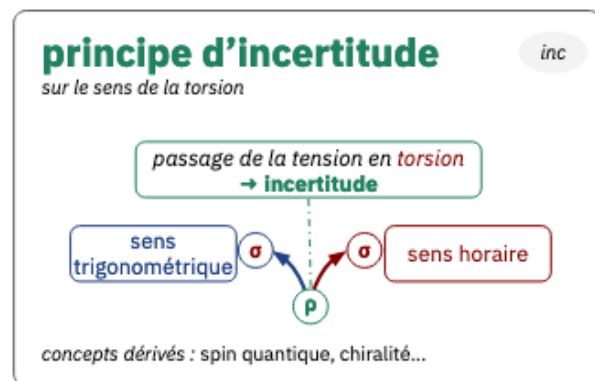 principe d’incertitude
inc
sur le sens de la torsion
passage de la tension en torsion
→ incertitude
sens
trigonométrique
σ
σ
sens horaire
ρ
concepts dérivés : spin quantique, chiralité...